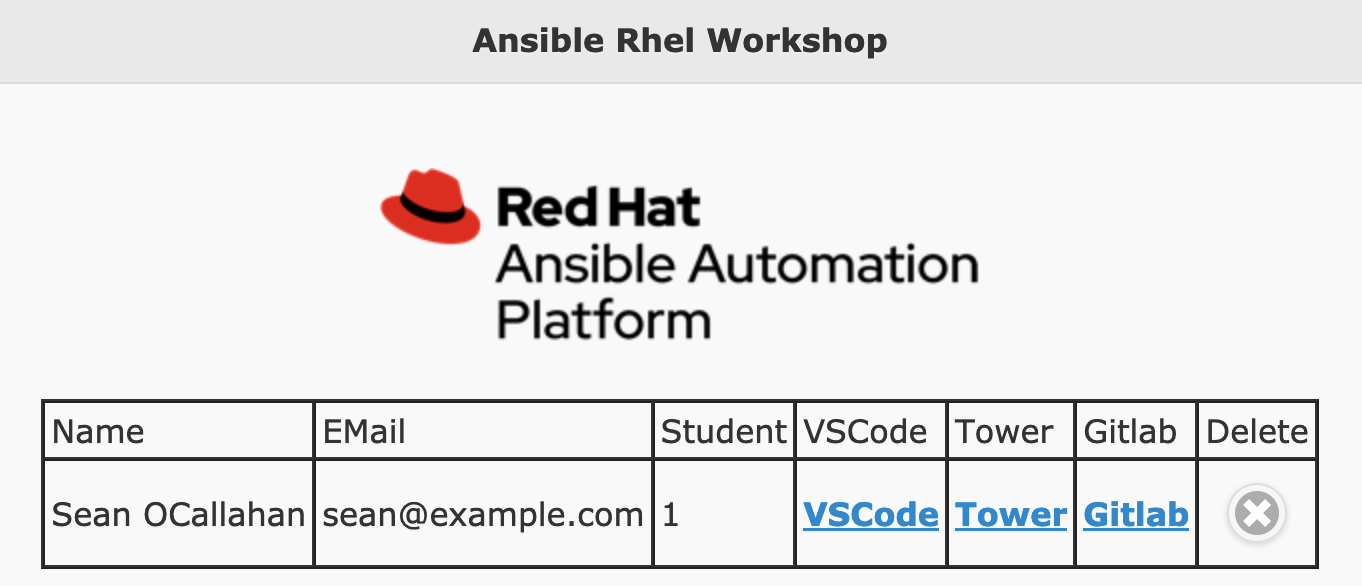 Ansible Rhel Workshop
Red Hat
Ansible Automation
Platform
Name EMail Student VSCode Tower Gitlab Delete
Sean OCallahan sean@example.com 1 VSCode Tower Gitlab